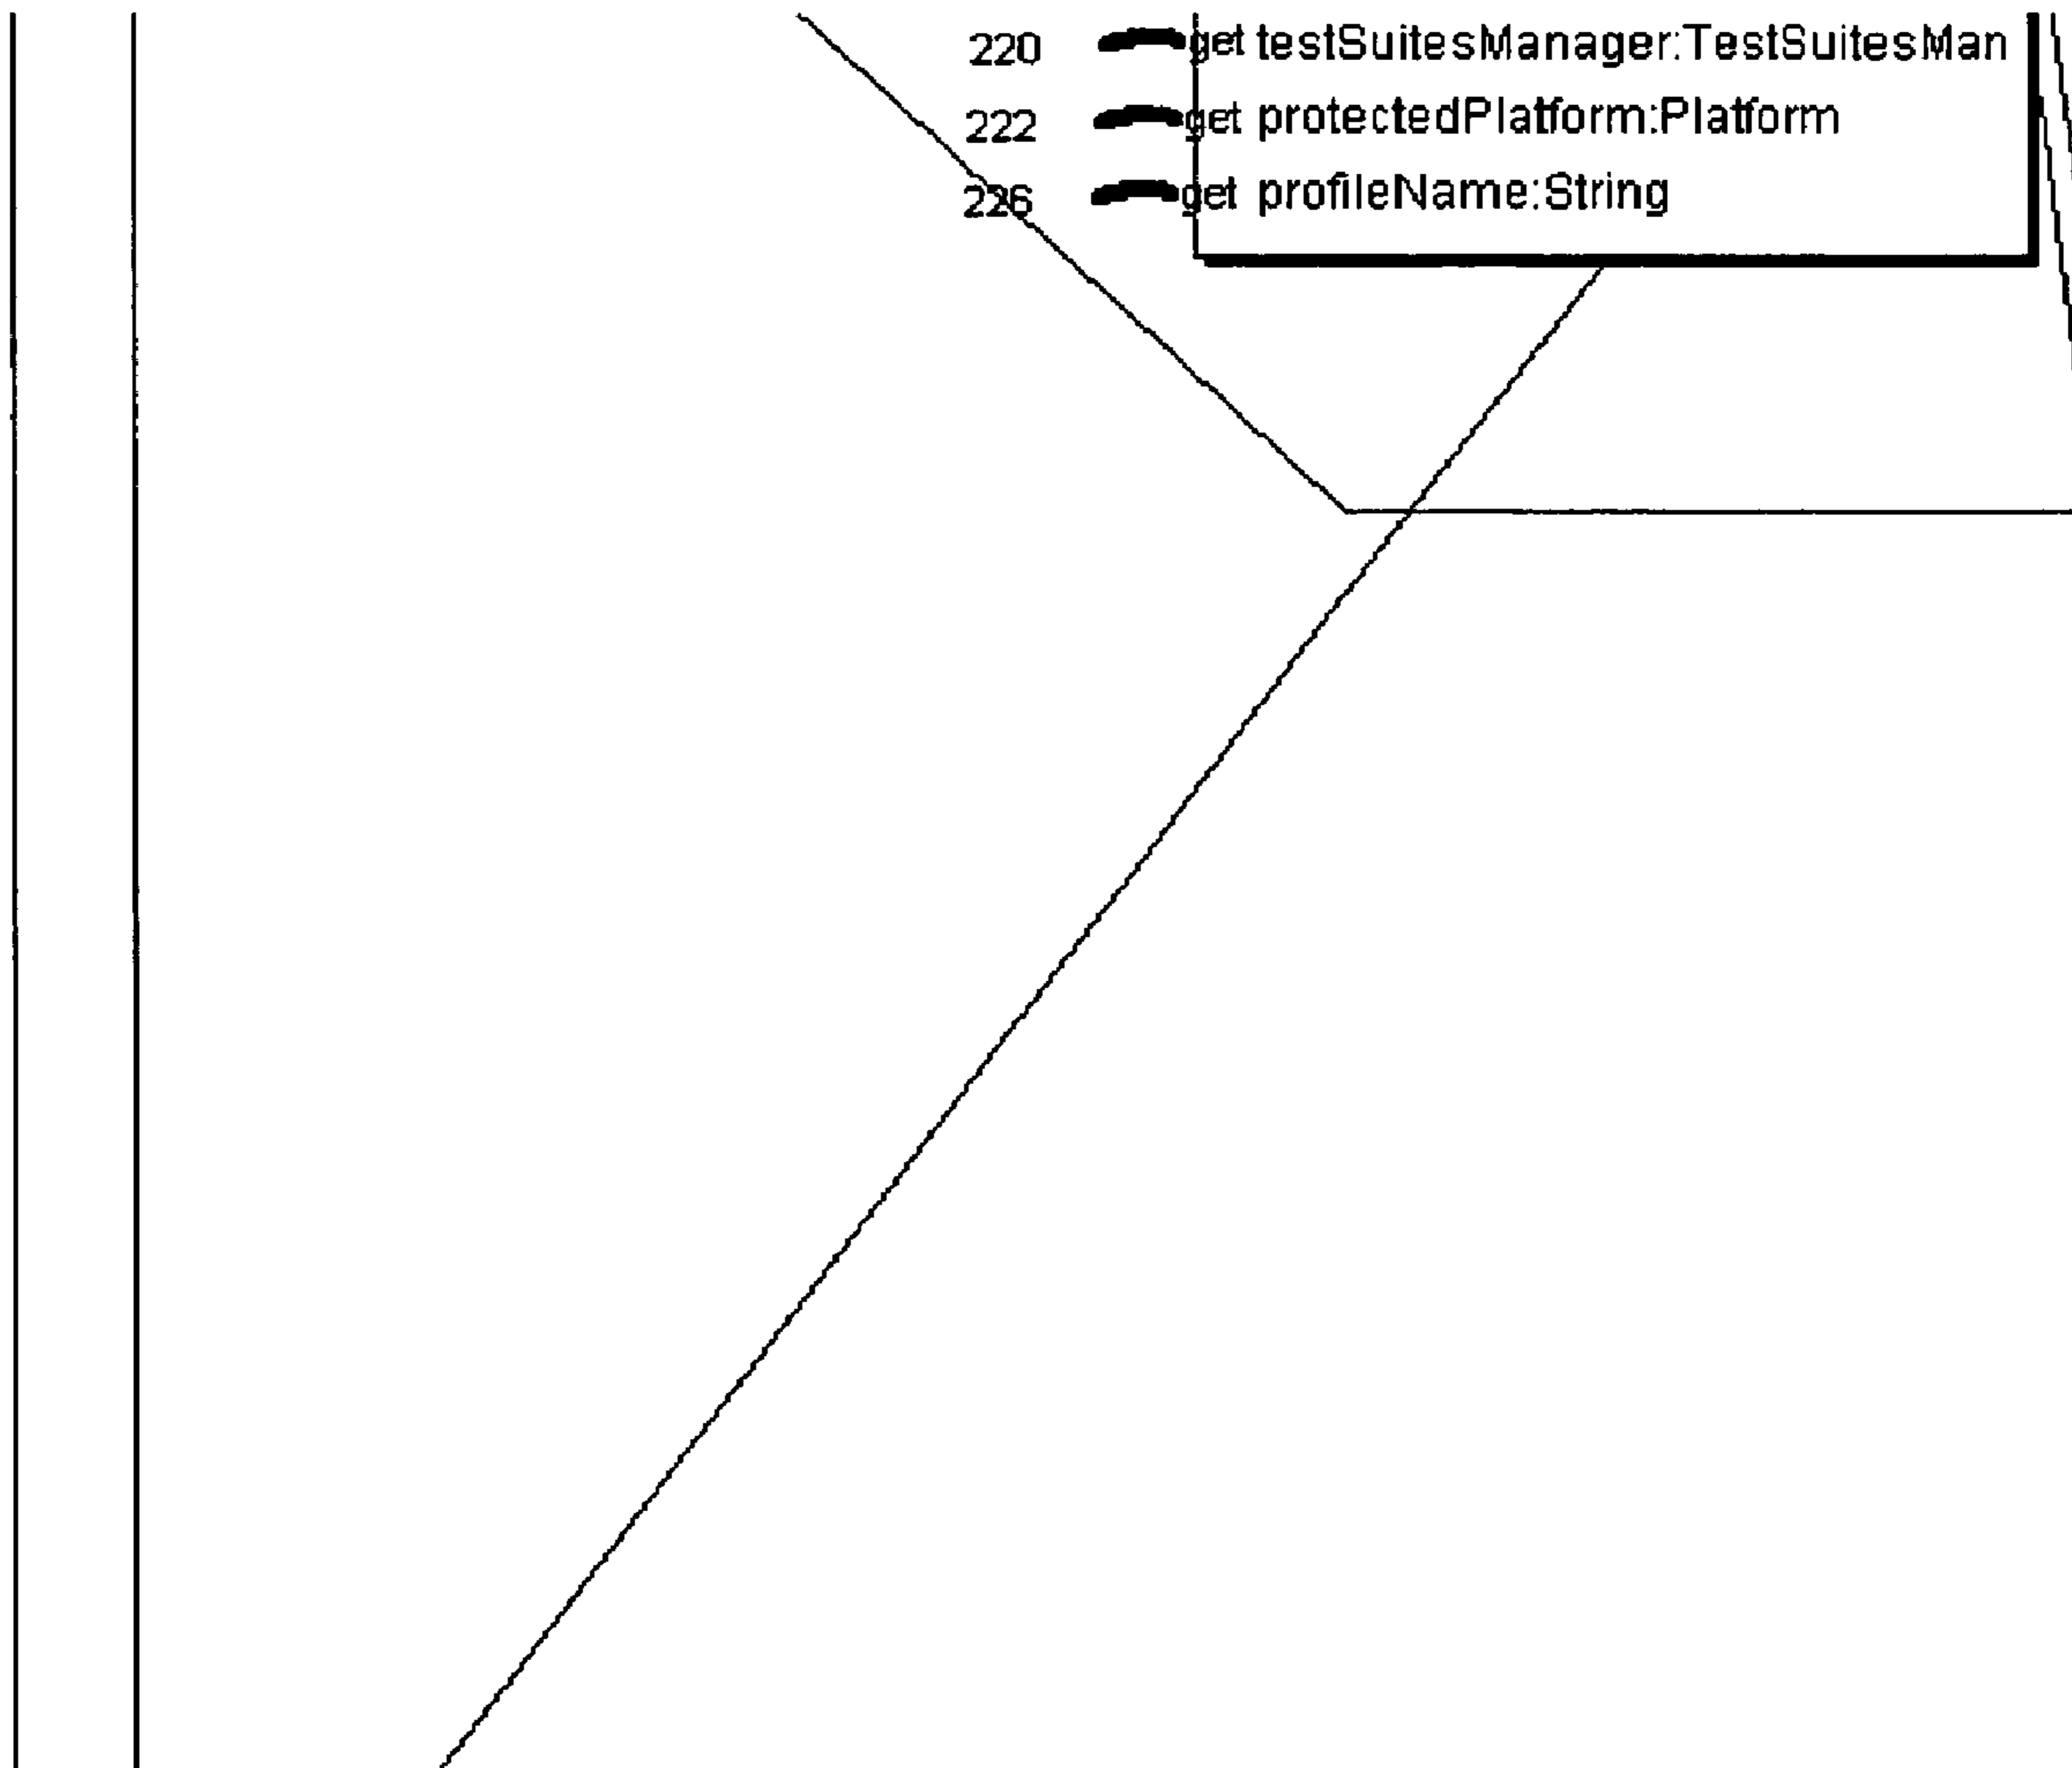 220 get testSuitesManager:TestSuitesMan
222 get protectedPlatform:Platform
226 get profileName:String